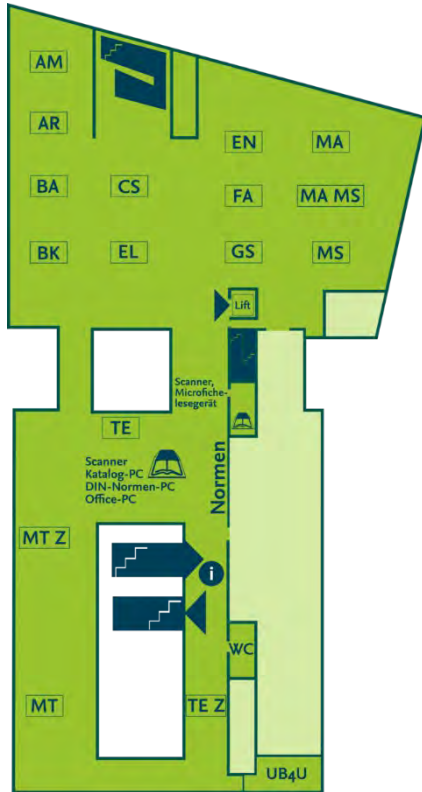 AM
AR
EN
MA
BA
CS
FA
MA MS
BK
EL
GS
MS
Lift
Scanner,
Microfiche-
lesegerät
TE
Scanner
Katalog-PC
DIN-Normen-PC
Office-PC
Normen
MT Z
i
WC
MT
TE Z
UB4U